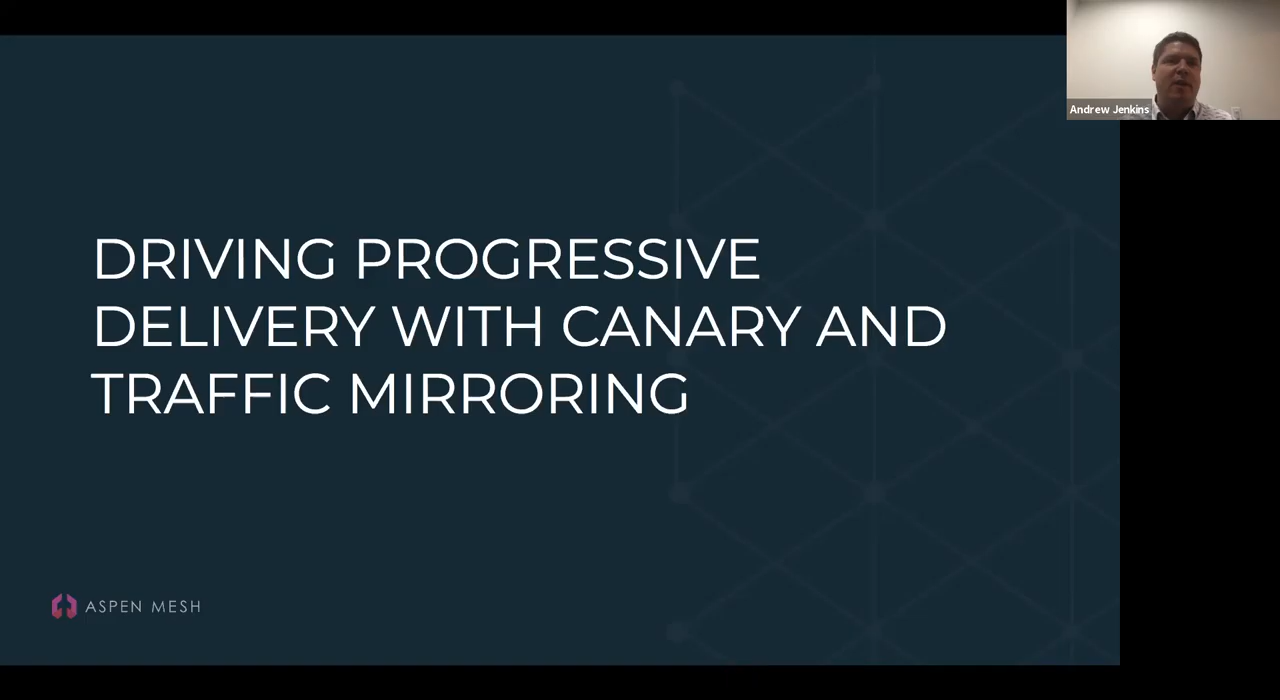 Andrew Jenkins
DRIVING PROGRESSIVE
DELIVERY WITH CANARY AND
TRAFFIC MIRRORING
ASPEN MESH